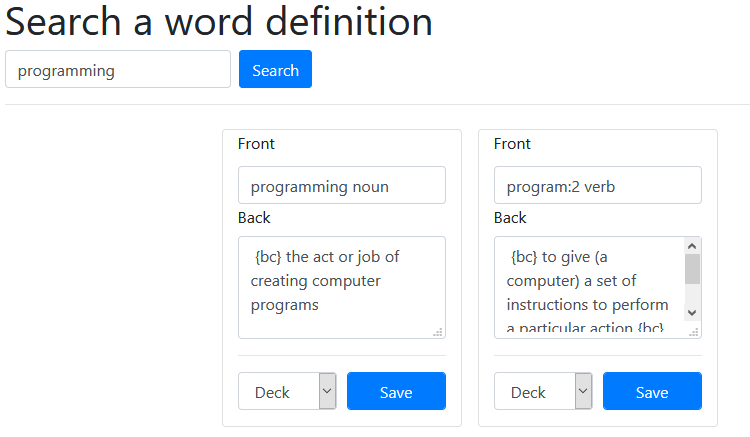 Search a word definition
programming Search
Front
programming noun
Back
{bc} the act or job of
creating computer
programs
Deck Save
Front
program:2 verb
Back
{bc} to give (a
computer) a set of
instructions to perform
a particular action {bc}
Deck Save